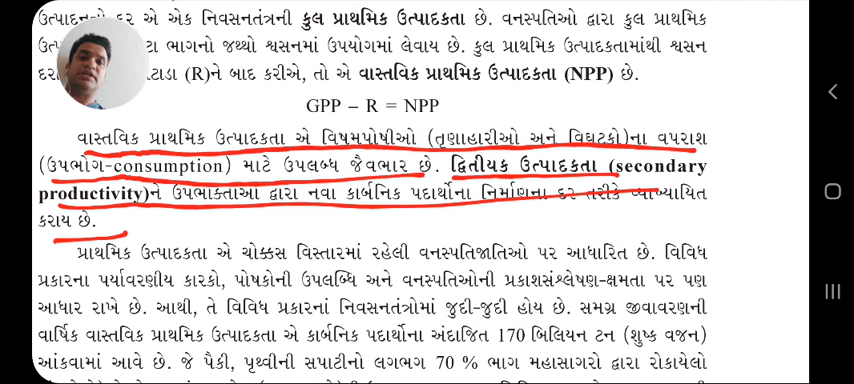 ઉત્પાદનનો દર એ એક નિવસનતંત્રની કુલ પ્રાથમિક ઉત્પાદકતા છે. વનસ્પતિઓ દ્વારા કુલ પ્રાથમિક
ભાગનો જથ્થો શ્વસનમાં ઉપયોગમાં લેવાય છે. કુલ પ્રાથમિક ઉત્પાદકતામાંથી શ્વસન
(R)ને બાદ કરીએ, તો એ વાસ્તવિક પ્રાથમિક ઉત્પાદકતા (NPP) છે.
GPP – R = NPP
વાસ્તવિક પ્રાથમિક ઉત્પાદકતા એ વિષમપોષીઓ (તૃણાહારીઓ અને વિઘટકો)ના વપરાશ
(ઉપભોગ-consumption) માટે ઉપલબ્ધ જૈવભાર છે. દ્વિતીયક ઉત્પાદકતા (secondary
productivity)ને ઉપભોક્તાઓ દ્વારા નવા કાર્બનિક પદાર્થોના નિર્માણના દર તરીકે વ્યાખ્યાયિત
કરાય છે.
પ્રાથમિક ઉત્પાદકતા એ ચોક્કસ વિસ્તારમાં રહેલી વનસ્પતિજાતિઓ પર આધારિત છે. વિવિધ
પ્રકારના પર્યાવરણીય કારકો, પોષકોની ઉપલબ્ધિ અને વનસ્પતિઓની પ્રકાશસંશ્લેષણ-ક્ષમતા પર પણ
આધાર રાખે છે. આથી, તે વિવિધ પ્રકારનાં નિવસનતંત્રોમાં જુદી-જુદી હોય છે. સમગ્ર જીવાવરણની
વાર્ષિક વાસ્તવિક પ્રાથમિક ઉત્પાદકતા એ કાર્બનિક પદાર્થોના અંદાજિત 170 બિલિયન ટન (શુષ્ક વજન)
આંકવામાં આવે છે. જે પૈકી, પૃથ્વીની સપાટીનો લગભગ 70 % ભાગ મહાસાગરો દ્વારા રોકાયેલો